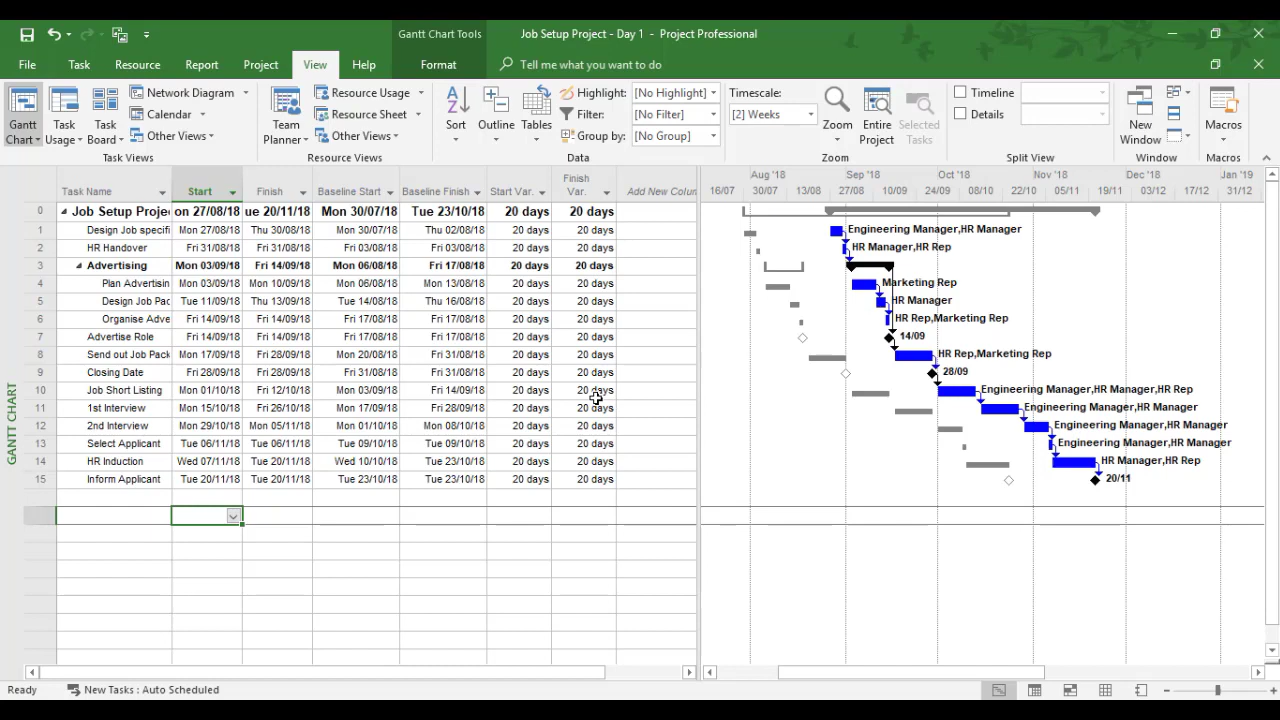 Gantt Chart Tools
Job Setup Project - Day 1 - Project Professional
File Task Resource Report Project View Help Format Tell me what you want to do
Gantt Chart
Task Usage
Task Board
Network Diagram
Calendar
Other Views
Task Views
Team Planner
Resource Usage
Resource Sheet
Other Views
Resource Views
Sort
Outline
Tables
Highlight: [No Highlight]
Filter: [No Filter]
Group by: [No Group]
Data
Timescale:
[2] Weeks
Zoom
Entire Project
Selected Tasks
Zoom
Timeline
Details
Split View
New Window
Window
Macros
Macros
Task Name Start Finish Baseline Start Baseline Finish Start Var. Finish Var. Add New Colun
0 Job Setup Projec on 27/08/18 ue 20/11/18 Mon 30/07/18 Tue 23/10/18 20 days 20 days
1 Design Job specifi Mon 27/08/18 Thu 30/08/18 Mon 30/07/18 Thu 02/08/18 20 days 20 days
2 HR Handover Fri 31/08/18 Fri 31/08/18 Fri 03/08/18 Fri 03/08/18 20 days 20 days
3 Advertising Mon 03/09/18 Fri 14/09/18 Mon 06/08/18 Fri 17/08/18 20 days 20 days
4 Plan Advertisin Mon 03/09/18 Mon 10/09/18 Mon 06/08/18 Mon 13/08/18 20 days 20 days
5 Design Job Pac Tue 11/09/18 Thu 13/09/18 Tue 14/08/18 Thu 16/08/18 20 days 20 days
6 Organise Adve Fri 14/09/18 Fri 14/09/18 Fri 17/08/18 Fri 17/08/18 20 days 20 days
7 Advertise Role Fri 14/09/18 Fri 14/09/18 Fri 17/08/18 Fri 17/08/18 20 days 20 days
8 Send out Job Pack Mon 17/09/18 Fri 28/09/18 Mon 20/08/18 Fri 31/08/18 20 days 20 days
9 Closing Date Fri 28/09/18 Fri 28/09/18 Fri 31/08/18 Fri 31/08/18 20 days 20 days
10 Job Short Listing Mon 01/10/18 Fri 12/10/18 Mon 03/09/18 Fri 14/09/18 20 days 20 days
11 1st Interview Mon 15/10/18 Fri 26/10/18 Mon 17/09/18 Fri 28/09/18 20 days 20 days
12 2nd Interview Mon 29/10/18 Mon 05/11/18 Mon 01/10/18 Mon 08/10/18 20 days 20 days
13 Select Applicant Tue 06/11/18 Tue 06/11/18 Tue 09/10/18 Tue 09/10/18 20 days 20 days
14 HR Induction Wed 07/11/18 Tue 20/11/18 Wed 10/10/18 Tue 23/10/18 20 days 20 days
15 Inform Applicant Tue 20/11/18 Tue 20/11/18 Tue 23/10/18 Tue 23/10/18 20 days 20 days
Aug '18 Sep '18 Oct '18 Nov '18 Dec '18 Jan '19
16/07 30/07 13/08 27/08 10/09 24/09 08/10 22/10 05/11 19/11 03/12 17/12 31/12
Engineering Manager,HR Manager
HR Manager,HR Rep
Marketing Rep
HR Manager
HR Rep,Marketing Rep
14/09
HR Rep,Marketing Rep
28/09
Engineering Manager,HR Manager,HR Rep
Engineering Manager,HR Manager
Engineering Manager,HR Manager
Engineering Manager,HR Manager
HR Manager,HR Rep
20/11
GANTT CHART
Ready New Tasks : Auto Scheduled